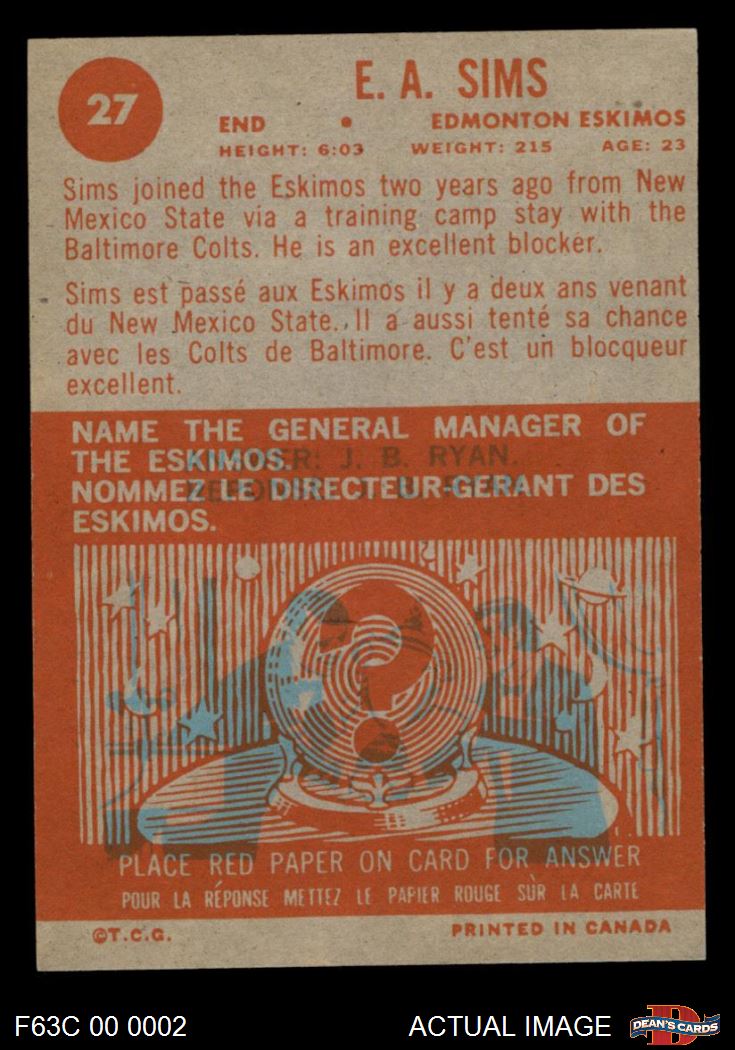 27
E. A. SIMS
END • EDMONTON ESKIMOS
HEIGHT: 6:03 WEIGHT: 215 AGE: 23
Sims joined the Eskimos two years ago from New
Mexico State via a training camp stay with the
Baltimore Colts. He is an excellent blocker.
Sims est passé aux Eskimos il y a deux ans venant
du New Mexico State. Il a aussi tenté sa chance
avec les Colts de Baltimore. C'est un blocqueur
excellent.
NAME THE GENERAL MANAGER OF
THE ESKIMOS.
NOMMEZ LE DIRECTEUR-GERANT DES
ESKIMOS.
J. B. RYAN.
PLACE RED PAPER ON CARD FOR ANSWER
POUR LA RÉPONSE METTEZ LE PAPIER ROUGE SUR LA CARTE
©T.C.G. PRINTED IN CANADA
F63C 00 0002 ACTUAL IMAGE DEAN'S CARDS